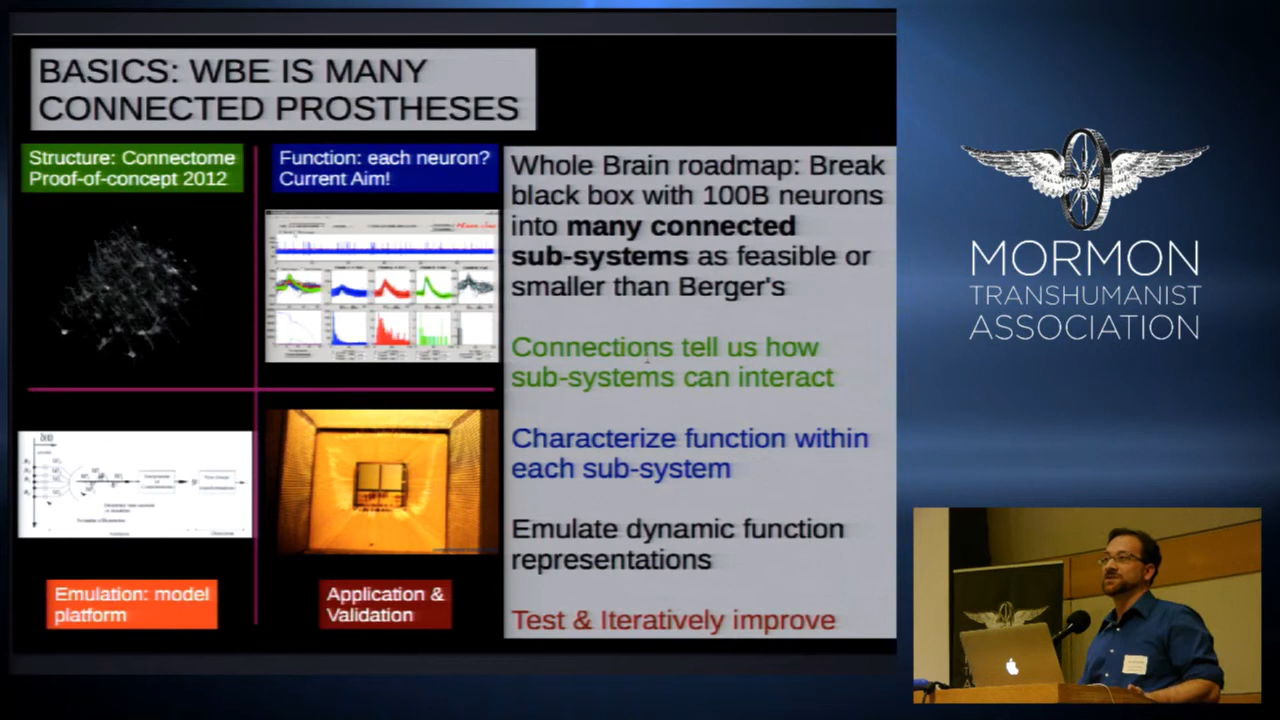 BASICS: WBE IS MANY
CONNECTED PROSTHESES
Structure: Connectome
Proof-of-concept 2012
Function: each neuron?
Current Aim!
Emulation: model
platform
Application &
Validation
Whole Brain roadmap: Break
black box with 100B neurons
into many connected
sub-systems as feasible or
smaller than Berger's
Connections tell us how
sub-systems can interact
Characterize function within
each sub-system
Emulate dynamic function
representations
Test & Iteratively improve
MORMON
TRANSHUMANIST
ASSOCIATION